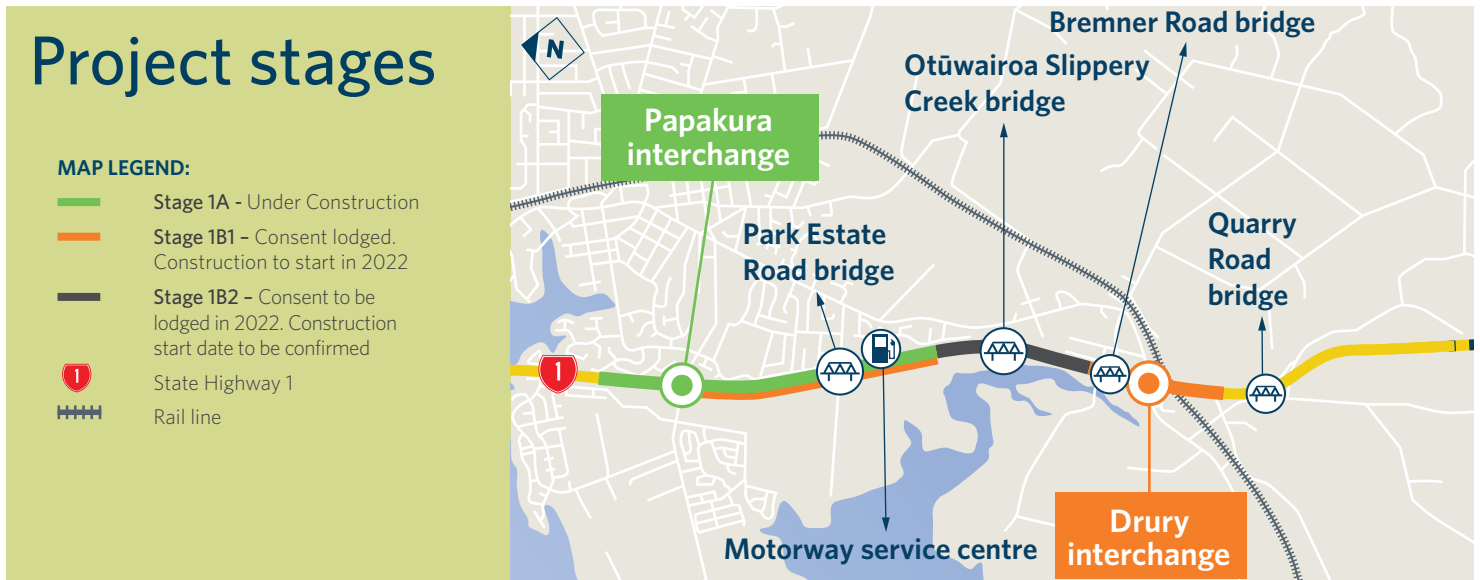 Project stages
MAP LEGEND:
Stage 1A - Under Construction
Stage 1B1 – Consent lodged.
Construction to start in 2022
Stage 1B2 – Consent to be
lodged in 2022. Construction
start date to be confirmed
1
State Highway 1
Rail line
N
Bremner Road bridge
Otūwairoa Slippery
Creek bridge
Papakura
interchange
Park Estate
Road bridge
Quarry
Road
bridge
1
Motorway service centre
Drury
interchange